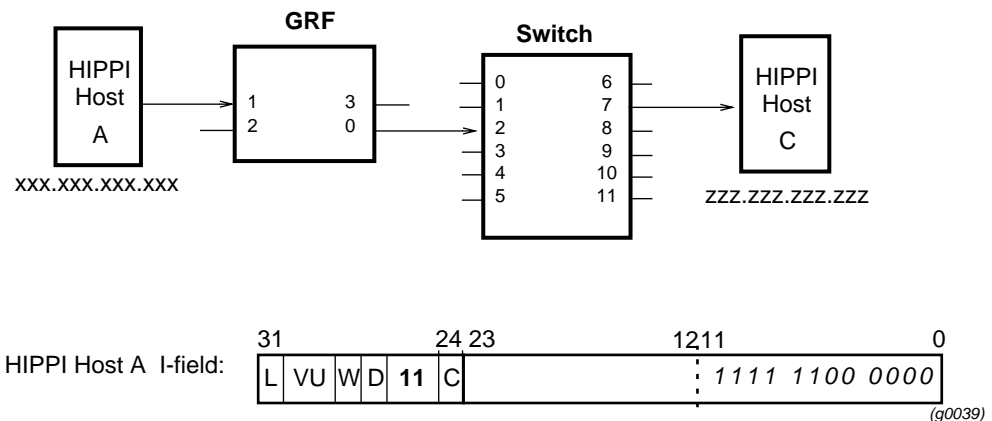 GRF
Switch
HIPPI
Host
A
xxx.xxx.xxx.xxx
1 3
2 0
0 6
1 7
2 8
3 9
4 10
5 11
HIPPI
Host
C
zzz.zzz.zzz.zzz
31 24 23 1211 0
HIPPI Host A I-field: L VU W D 11 C 1111 1100 0000
(g0039)